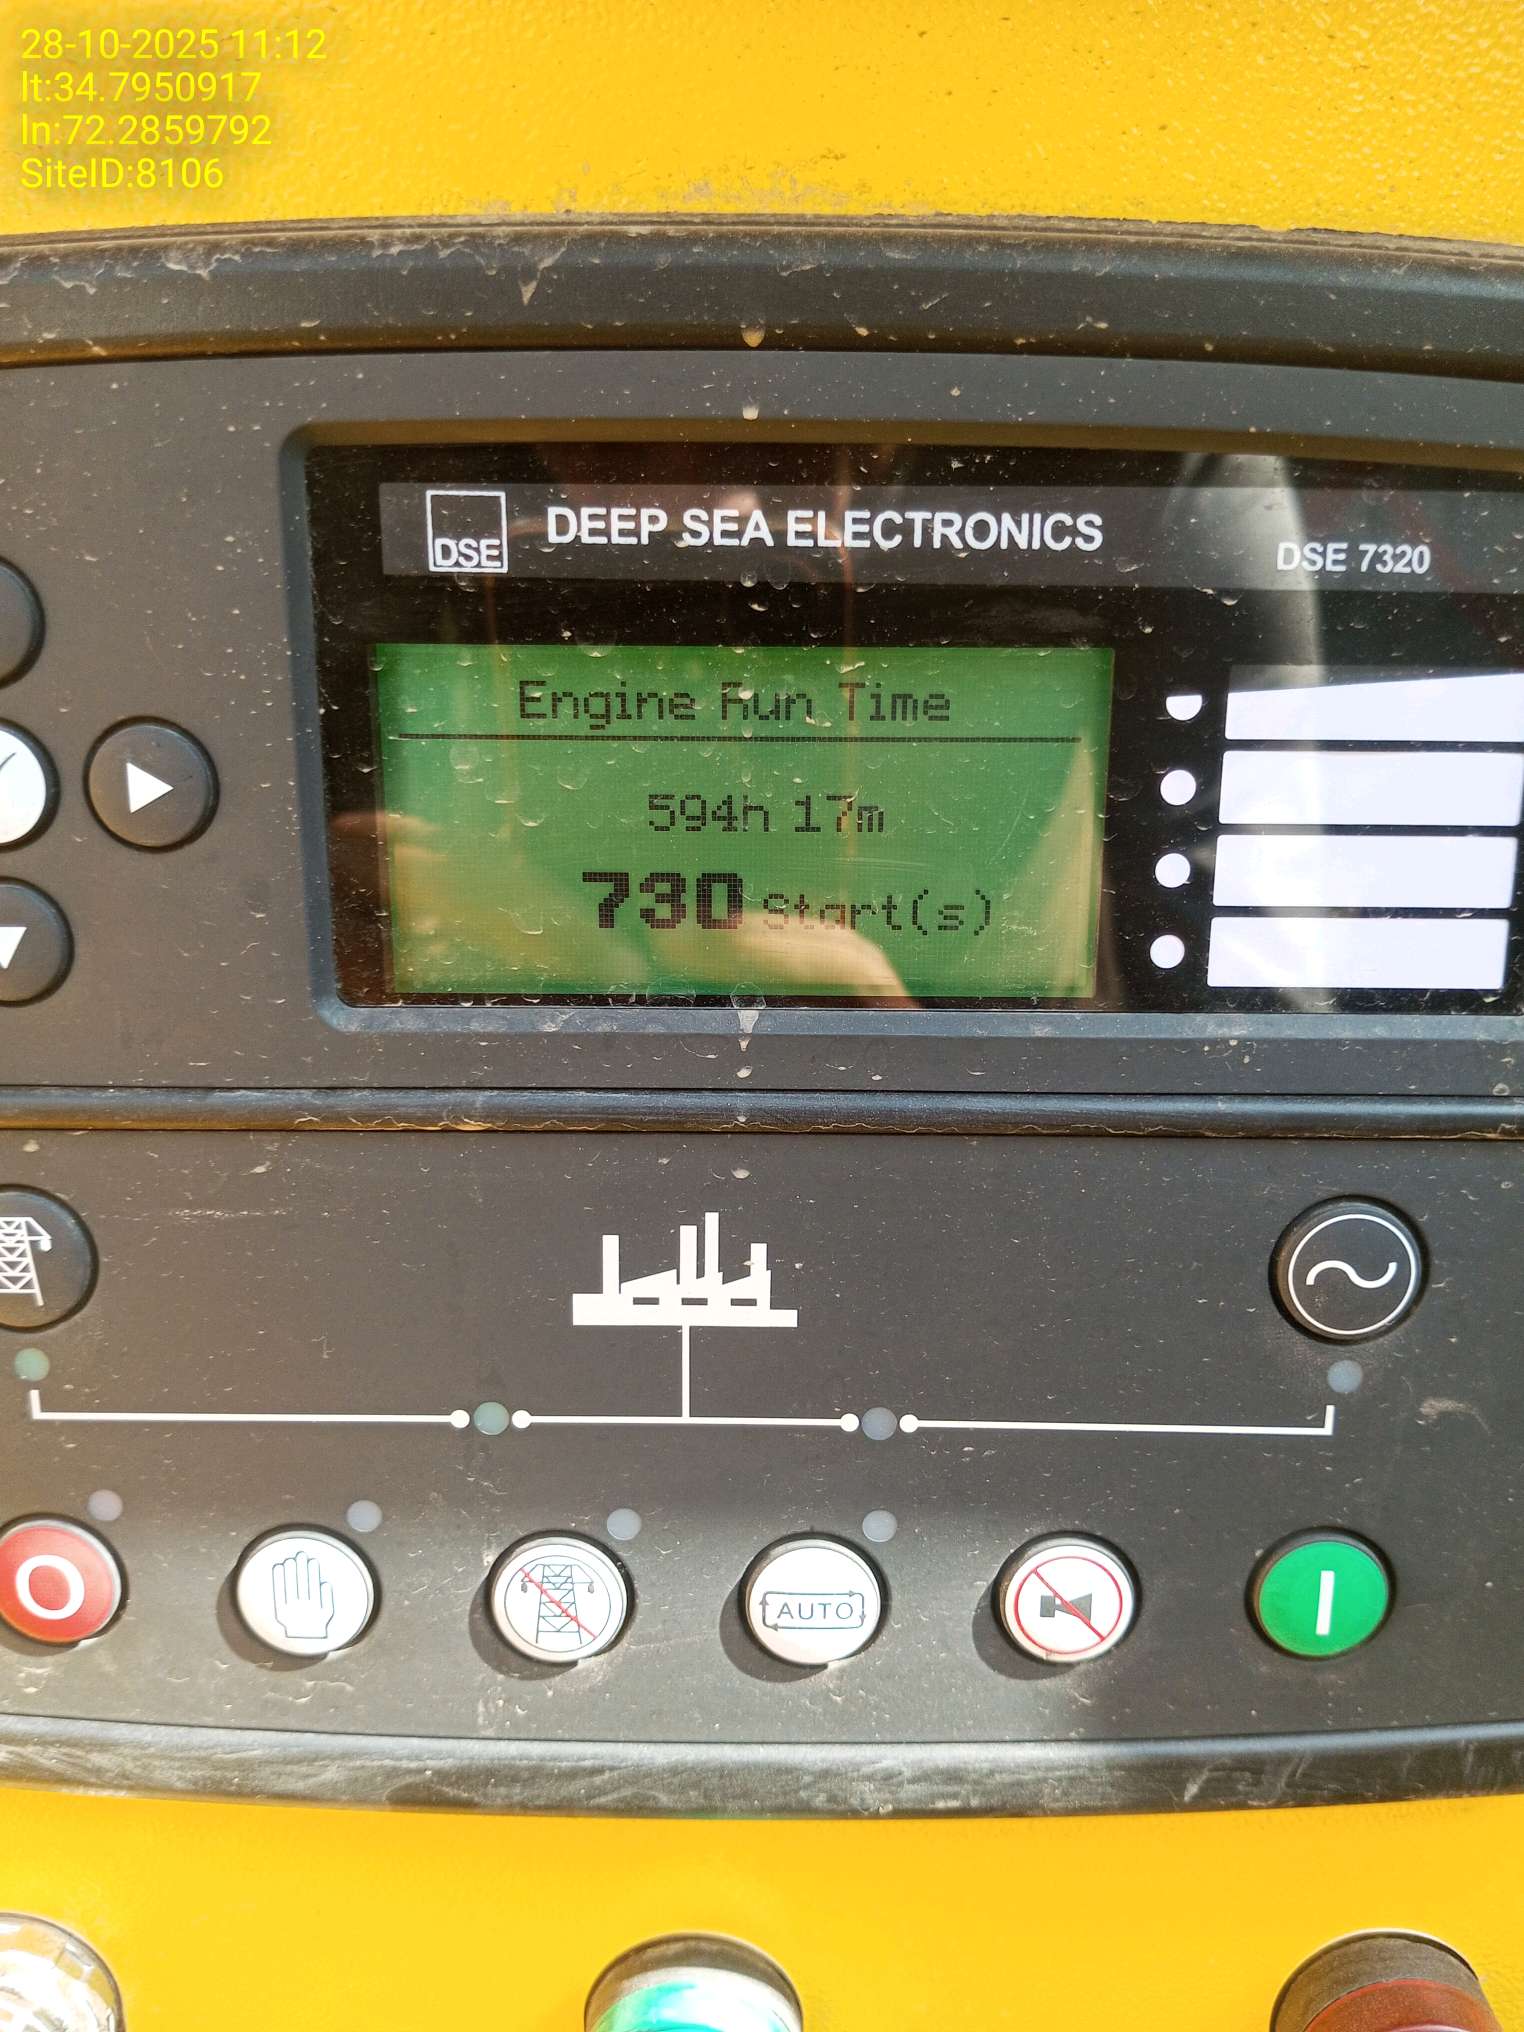 28-10-2025 11:12
lt:34.7950917
ln:72.2859792
SiteID:8106
DSE
DEEP SEA ELECTRONICS
DSE 7320
Engine Run Time
594h 17m
730 Start(s)
AUTO